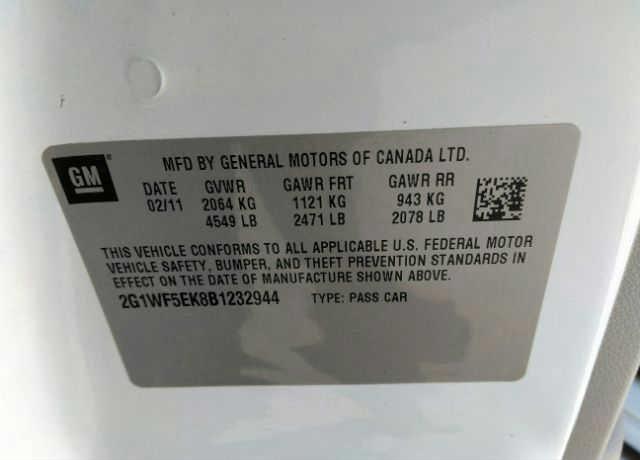 GM®
MFD BY GENERAL MOTORS OF CANADA LTD.
DATE GVWR GAWR FRT GAWR RR
02/11 2064 KG 1121 KG 943 KG
4549 LB 2471 LB 2078 LB
THIS VEHICLE CONFORMS TO ALL APPLICABLE U.S. FEDERAL MOTOR
VEHICLE SAFETY, BUMPER, AND THEFT PREVENTION STANDARDS IN
EFFECT ON THE DATE OF MANUFACTURE SHOWN ABOVE.
2G1WF5EK8B1232944 TYPE: PASS CAR